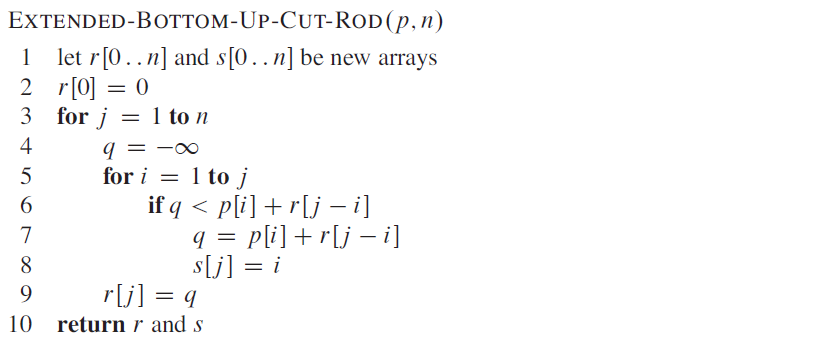 EXTENDED-BOTTOM-UP-CUT-ROD(p, n)
1 let r[0 . . n] and s[0 . . n] be new arrays
2 r[0] = 0
3 for j = 1 to n
4 q = −∞
5 for i = 1 to j
6 if q < p[i] + r[j − i]
7 q = p[i] + r[j − i]
8 s[j] = i
9 r[j] = q
10 return r and s